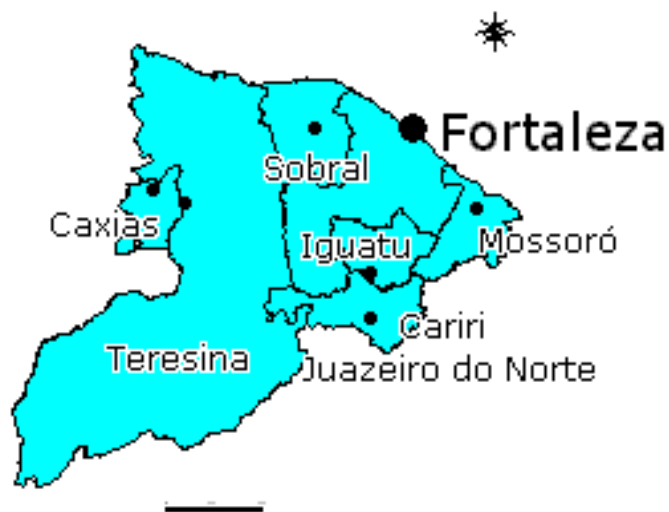 Fortaleza
Sobral
Caxias
Iguatu
Mossoró
Cariri
Teresina
Juazeiro do Norte